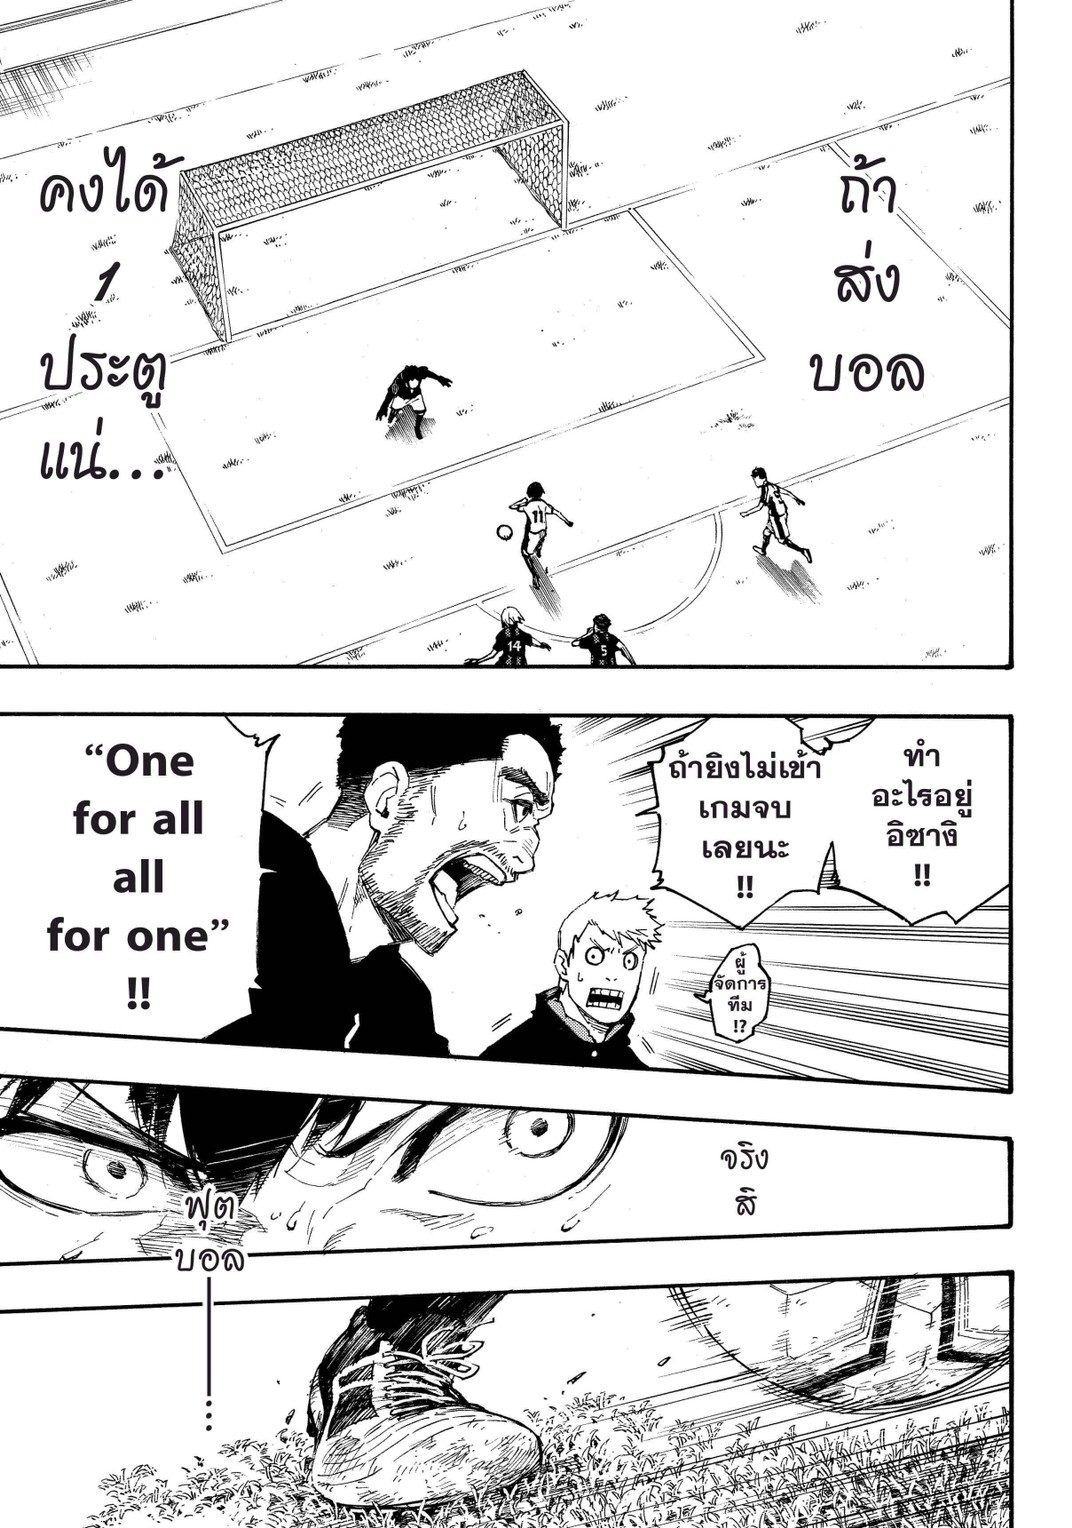 ถ้า
ส่ง
บอล
คงได้
1
ประตู
แน่...
11
14
5
ทำ
อะไรอยู่
อิซางิ
!!
ถ้ายิงไม่เข้า
เกมจบ
เลยนะ
!!
ผู้
จัดการ
ทีม
!?
“One
for all
all
for one”
!!
จริง
สิ
ฟุต
บอล